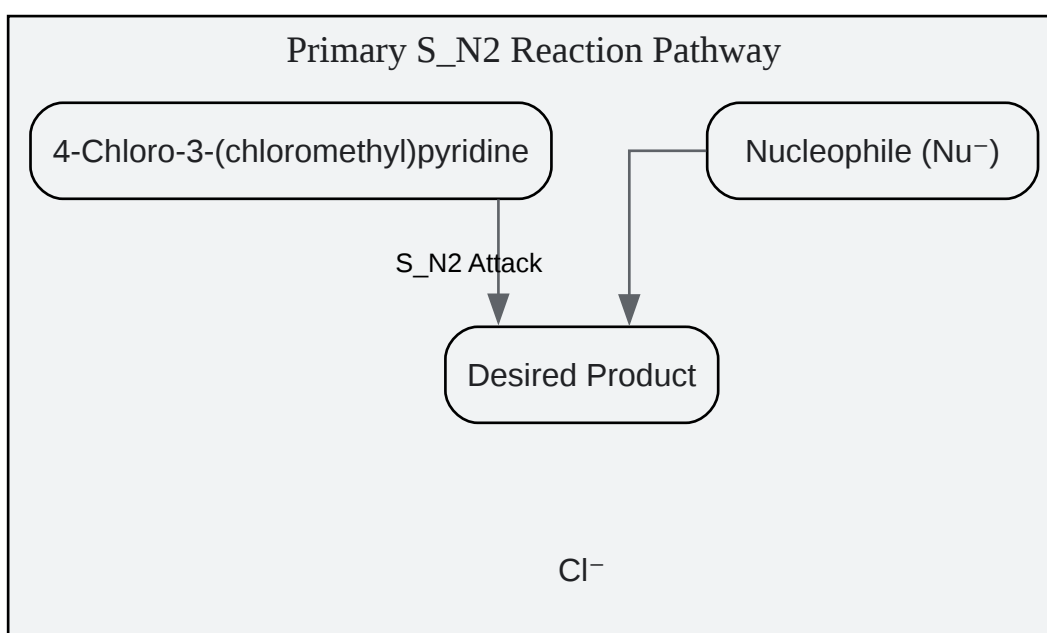 Primary S_N2 Reaction Pathway
4-Chloro-3-(chloromethyl)pyridine
Nucleophile (Nu⁻)
S_N2 Attack
Desired Product
Cl⁻